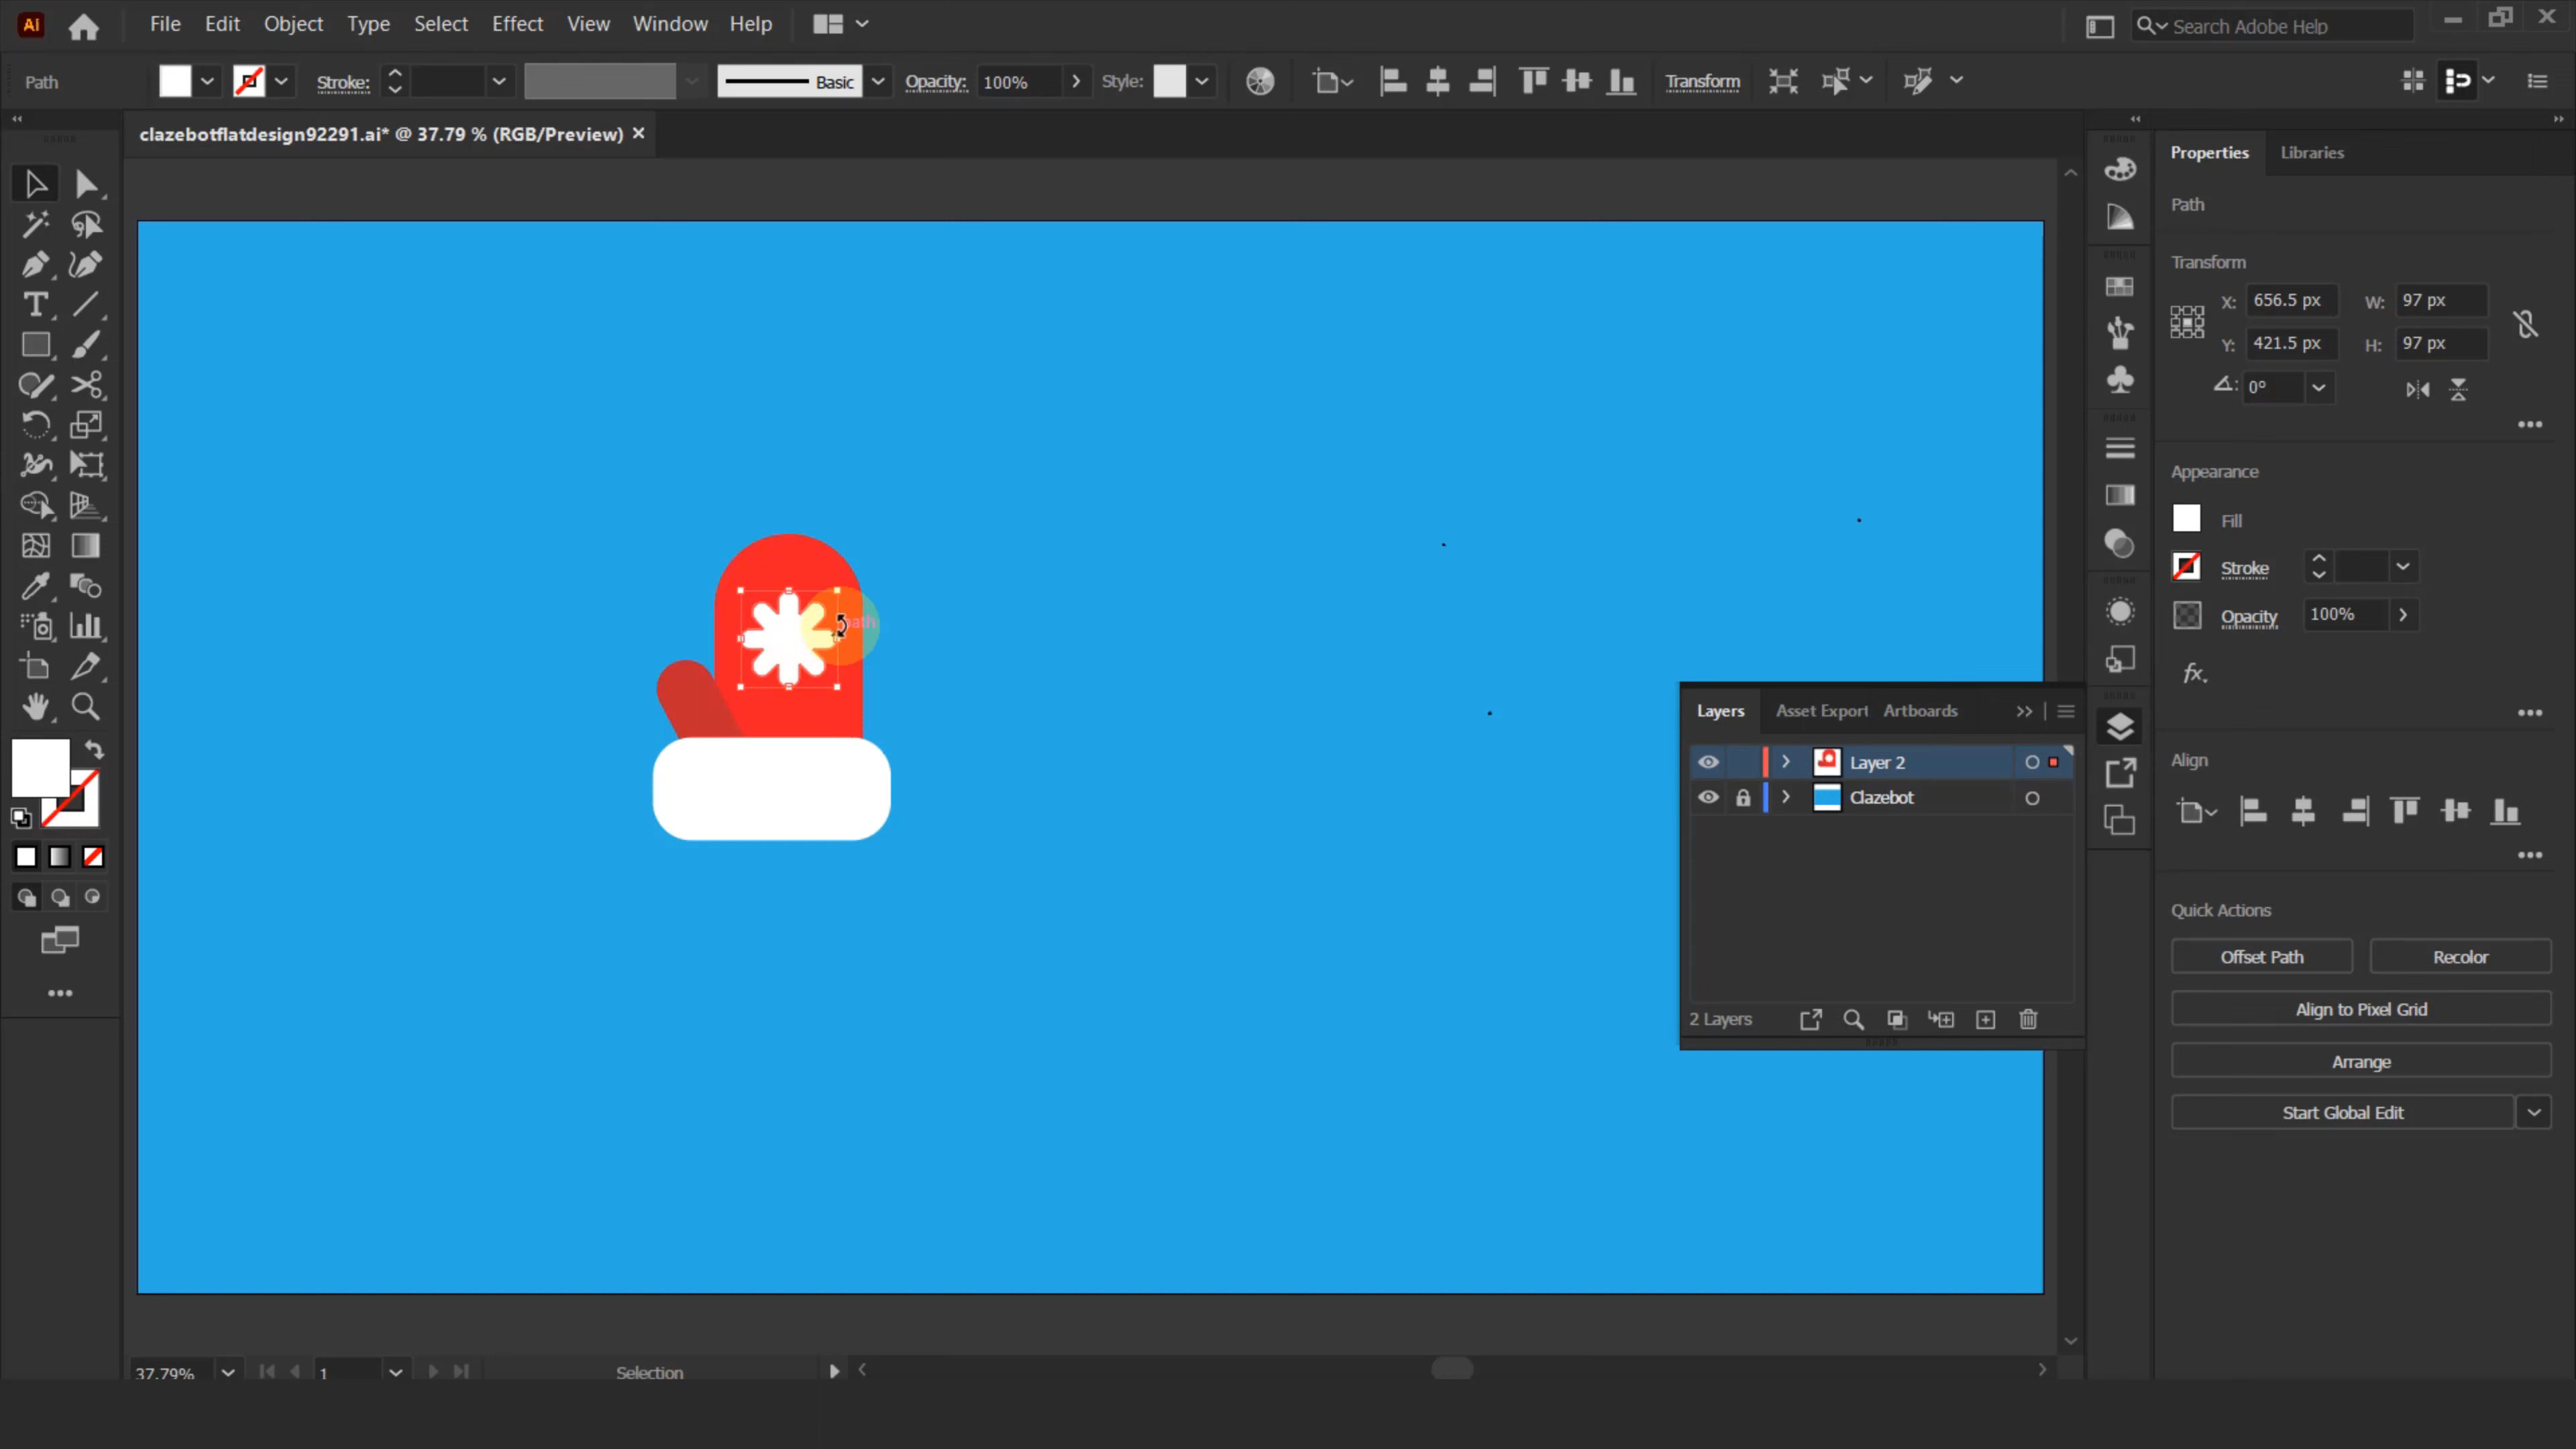 Ai File Edit Object Type Select Effect View Window Help Search Adobe Help
Path Stroke: Basic Opacity: 100% Style: Transform
clazebotflatdesign92291.ai* @ 37.79 % (RGB/Preview) ×
Properties Libraries
Path
Transform
X: 656.5 px W: 97 px
Y: 421.5 px H: 97 px
0°
Appearance
Fill
Stroke
Opacity 100%
fx.
path
Layers Asset Export Artboards
Layer 2
Clazebot
2 Layers
Align
Quick Actions
Offset Path Recolor
Align to Pixel Grid
Arrange
Start Global Edit
37.79% 1 Selection